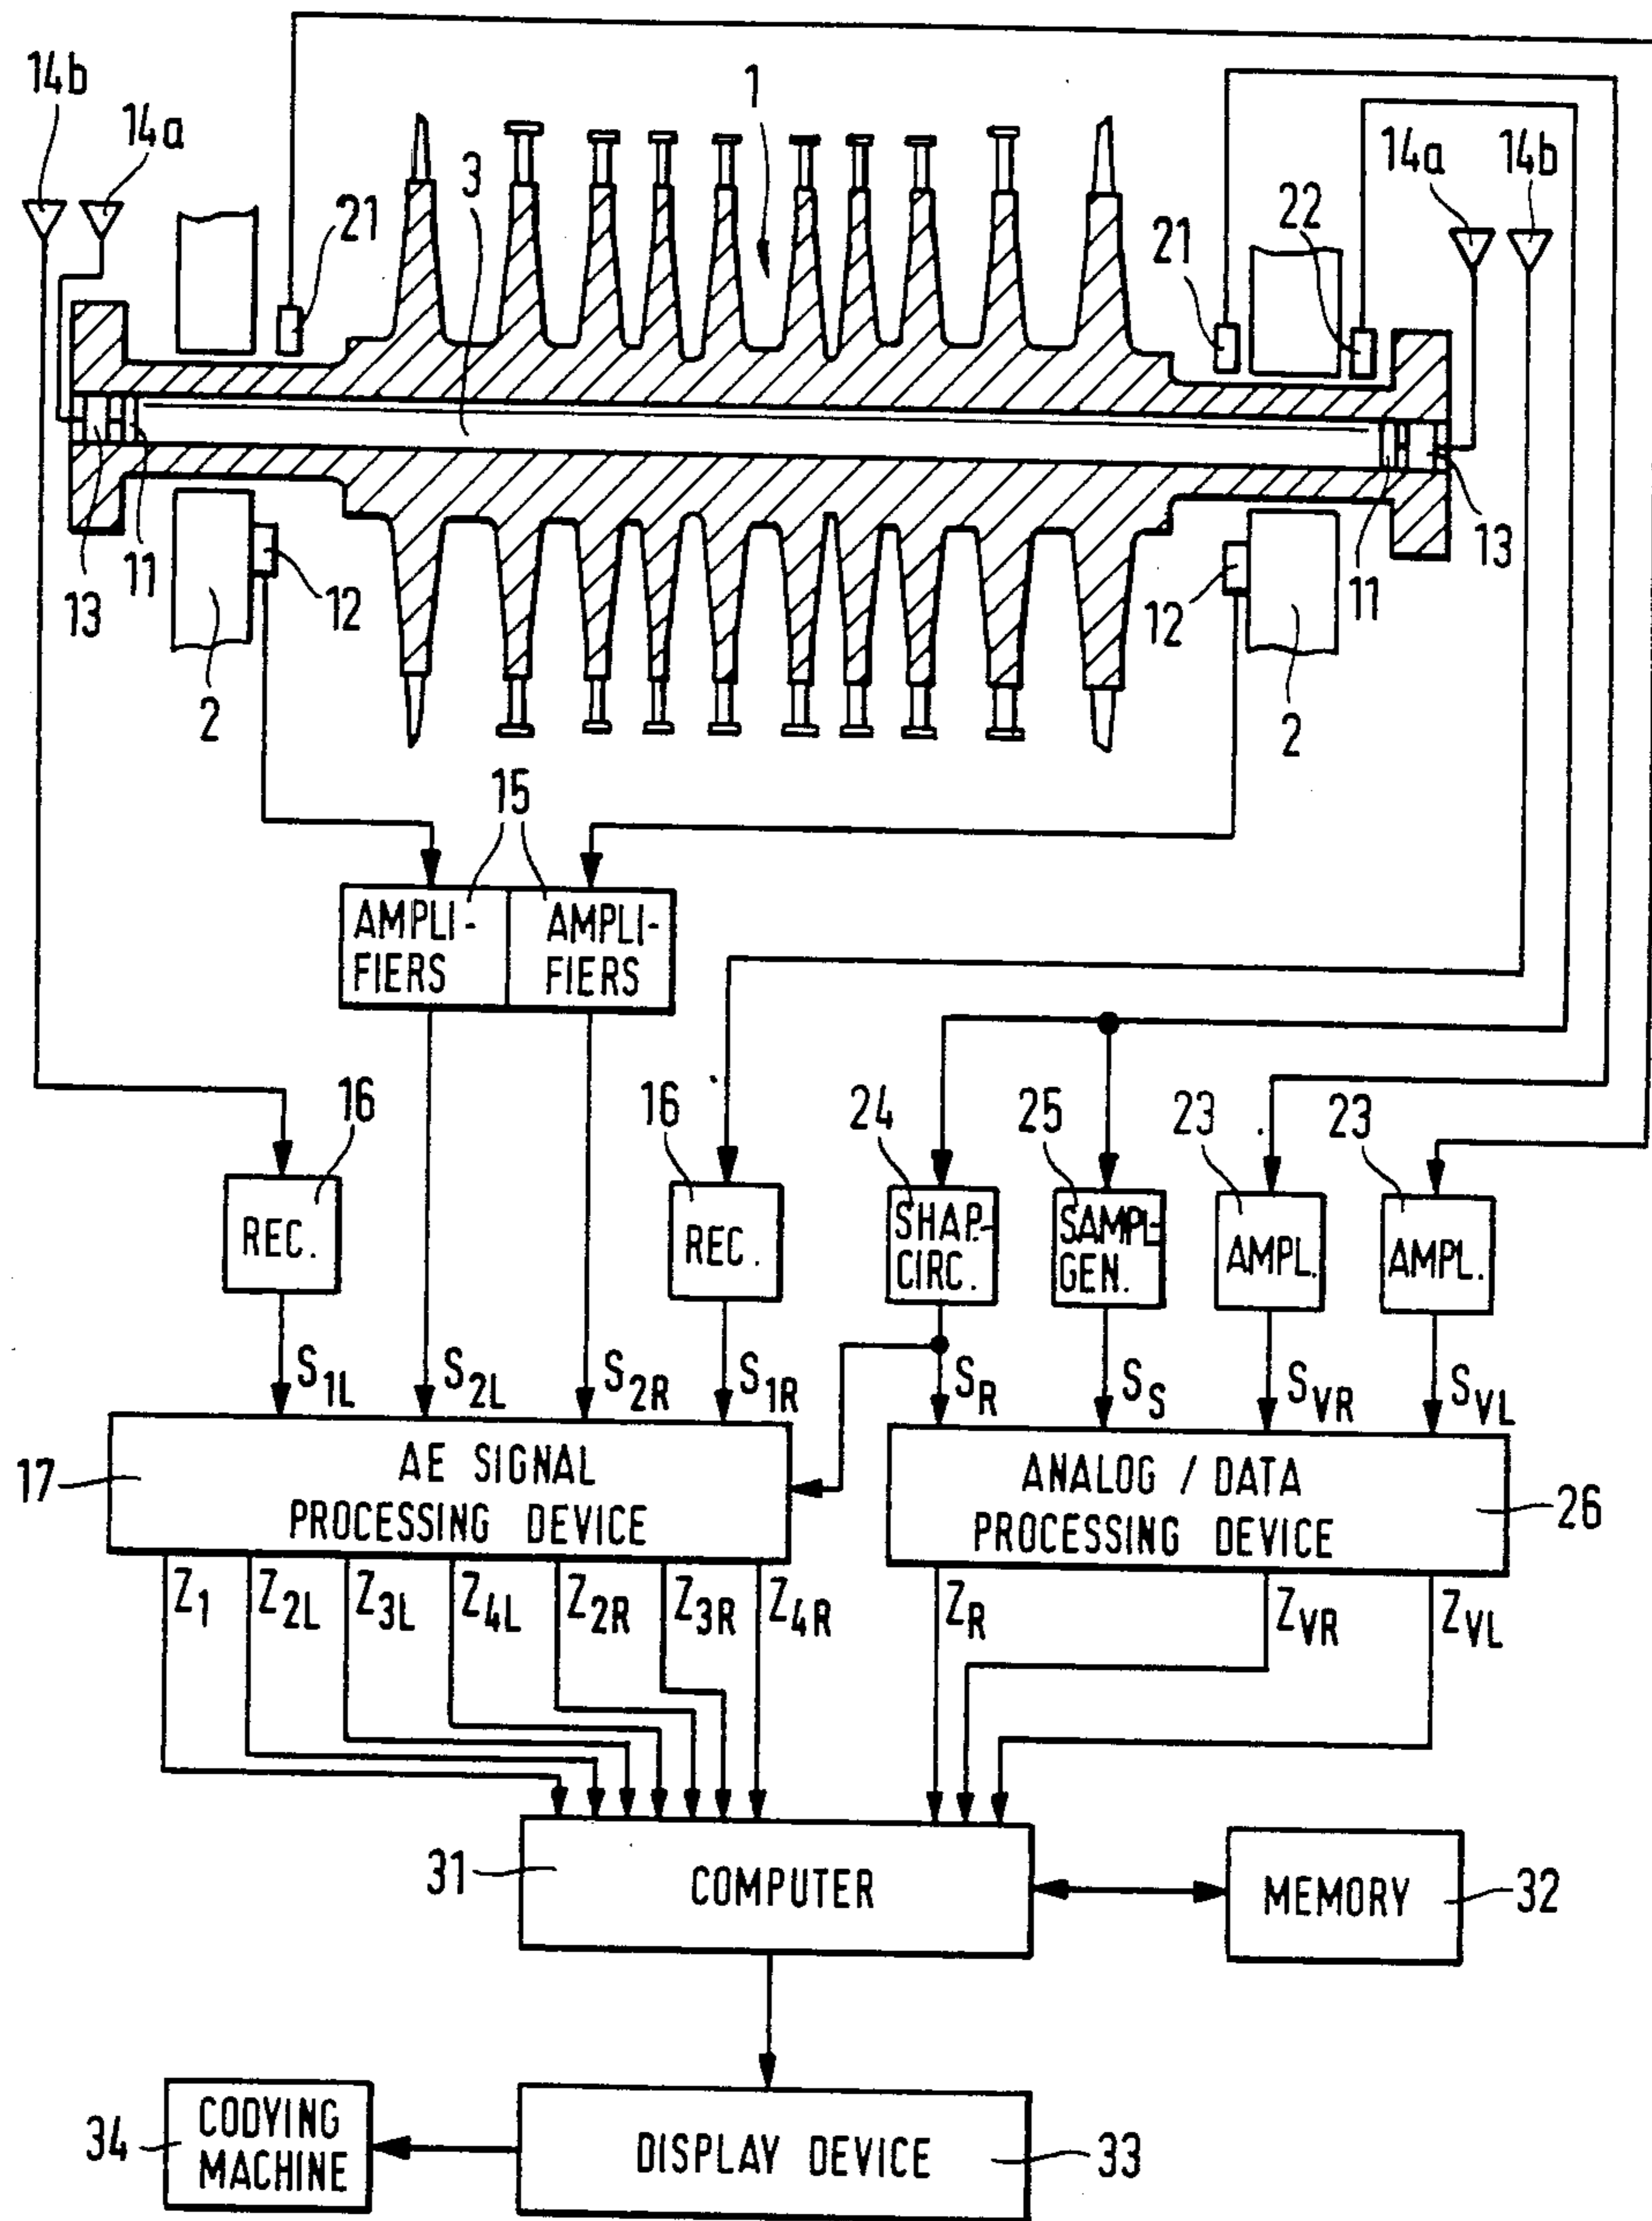 14b
14a
1
3
21
21
22
14a
14b
13
11
2
12
12
2
11
13
15
AMPLI-
FIERS
AMPLI-
FIERS
16
16
24
25
23
23
REC.
REC.
SHAP.-
CIRC.
SAMPL-
GEN.
AMPL.
AMPL.
S1L
S2L
S2R
S1R
SR
SS
SVR
SVL
17
AE SIGNAL
PROCESSING DEVICE
ANALOG / DATA
PROCESSING DEVICE
26
Z1
Z2L
Z3L
Z4L
Z2R
Z3R
Z4R
ZR
ZVR
ZVL
31
COMPUTER
MEMORY
32
34
CODYING
MACHINE
DISPLAY DEVICE
33